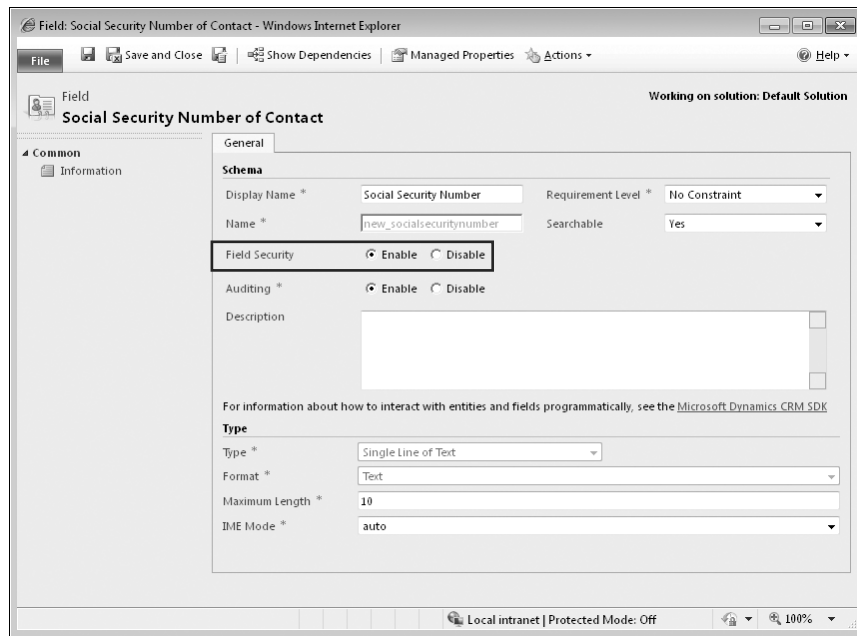 Field: Social Security Number of Contact - Windows Internet Explorer
File Save and Close Show Dependencies Managed Properties Actions Help
Field Working on solution: Default Solution
Social Security Number of Contact
Common General
Information Schema
Display Name * Social Security Number Requirement Level * No Constraint
Name * new_socialsecuritynumber Searchable Yes
Field Security Enable Disable
Auditing * Enable Disable
Description
For information about how to interact with entities and fields programmatically, see the Microsoft Dynamics CRM SDK
Type
Type * Single Line of Text
Format * Text
Maximum Length * 10
IME Mode * auto
Local intranet | Protected Mode: Off 100%